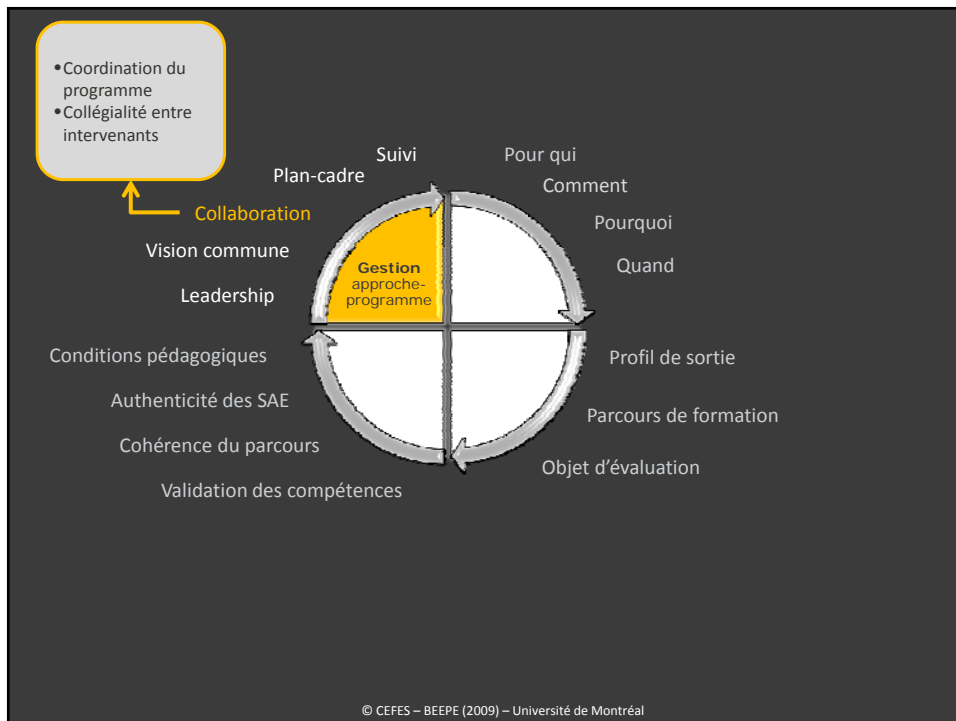 •Coordination du
programme
•Collégialité entre
intervenants
Suivi
Plan-cadre
Collaboration
Vision commune
Leadership
Gestion
approche-
programme
Pour qui
Comment
Pourquoi
Quand
Profil de sortie
Parcours de formation
Objet d'évaluation
Conditions pédagogiques
Authenticité des SAE
Cohérence du parcours
Validation des compétences
© CEFES – BEEPE (2009) – Université de Montréal